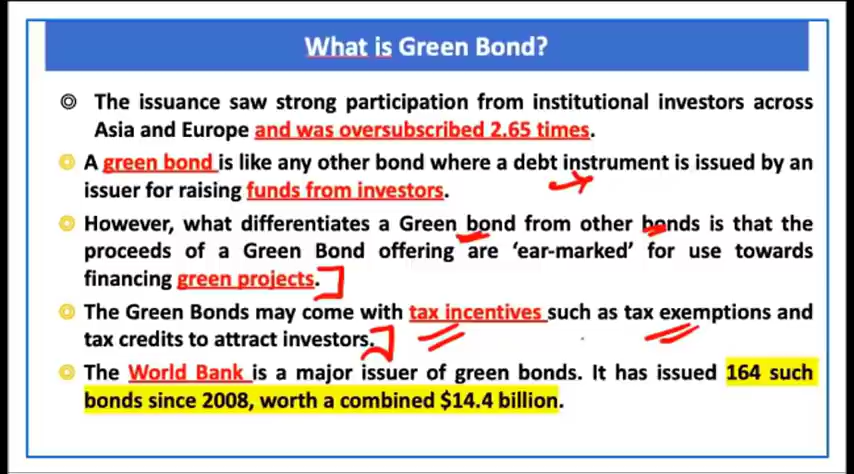 What is Green Bond?
The issuance saw strong participation from institutional investors across
Asia and Europe and was oversubscribed 2.65 times.
A green bond is like any other bond where a debt instrument is issued by an
issuer for raising funds from investors.
However, what differentiates a Green bond from other bonds is that the
proceeds of a Green Bond offering are ‘ear-marked’ for use towards
financing green projects.
The Green Bonds may come with tax incentives such as tax exemptions and
tax credits to attract investors.
The World Bank is a major issuer of green bonds. It has issued 164 such
bonds since 2008, worth a combined $14.4 billion.